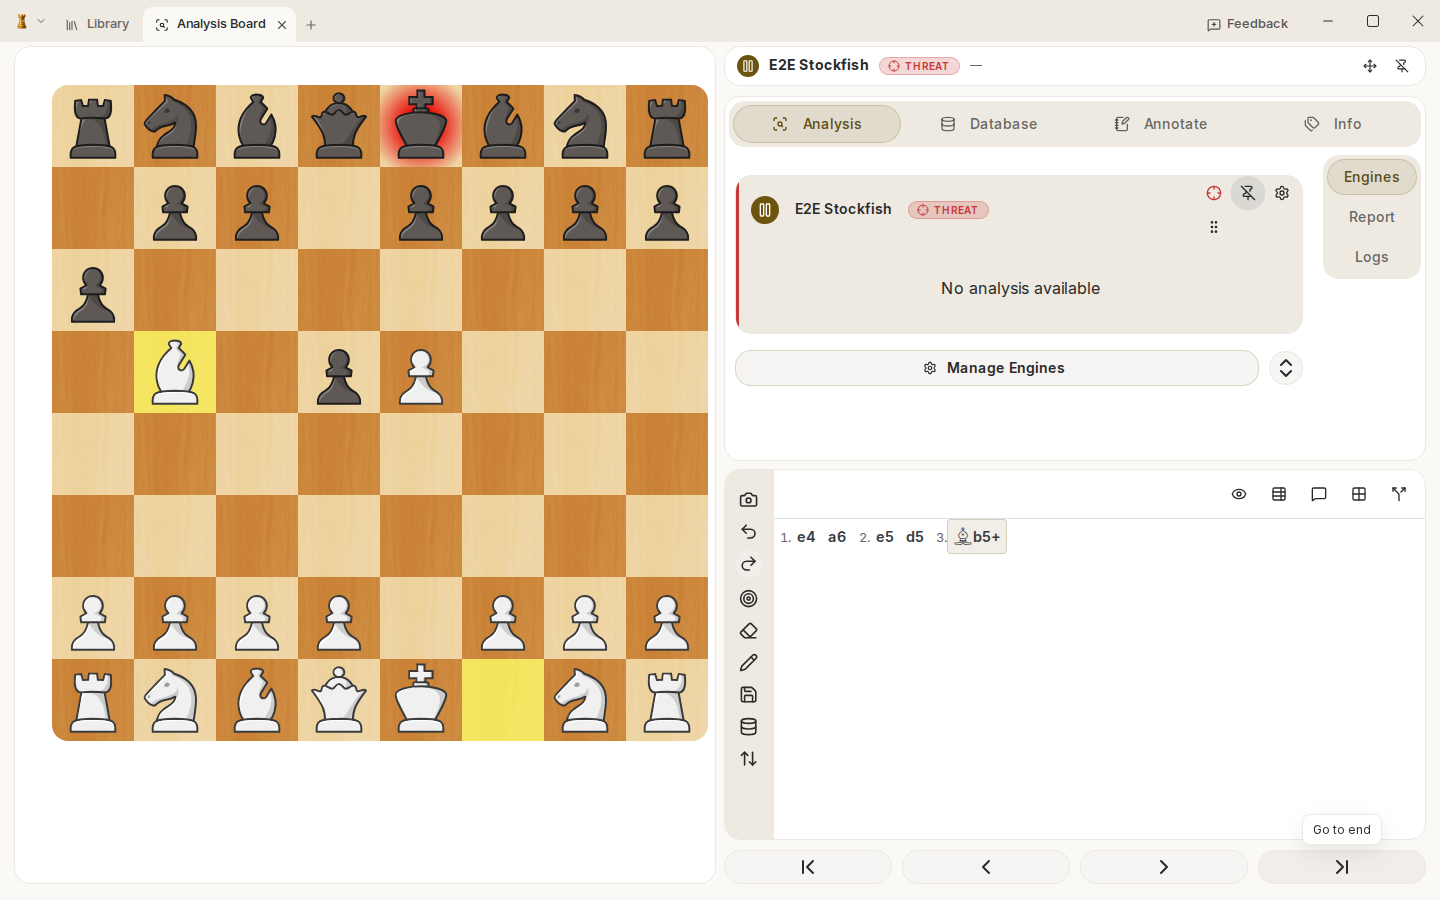 Library
Analysis Board
Feedback
E2E Stockfish THREAT —
Analysis
Database
Annotate
Info
E2E Stockfish THREAT
No analysis available
Manage Engines
Engines
Report
Logs
1. e4 a6 2. e5 d5 3. b5+
Go to end